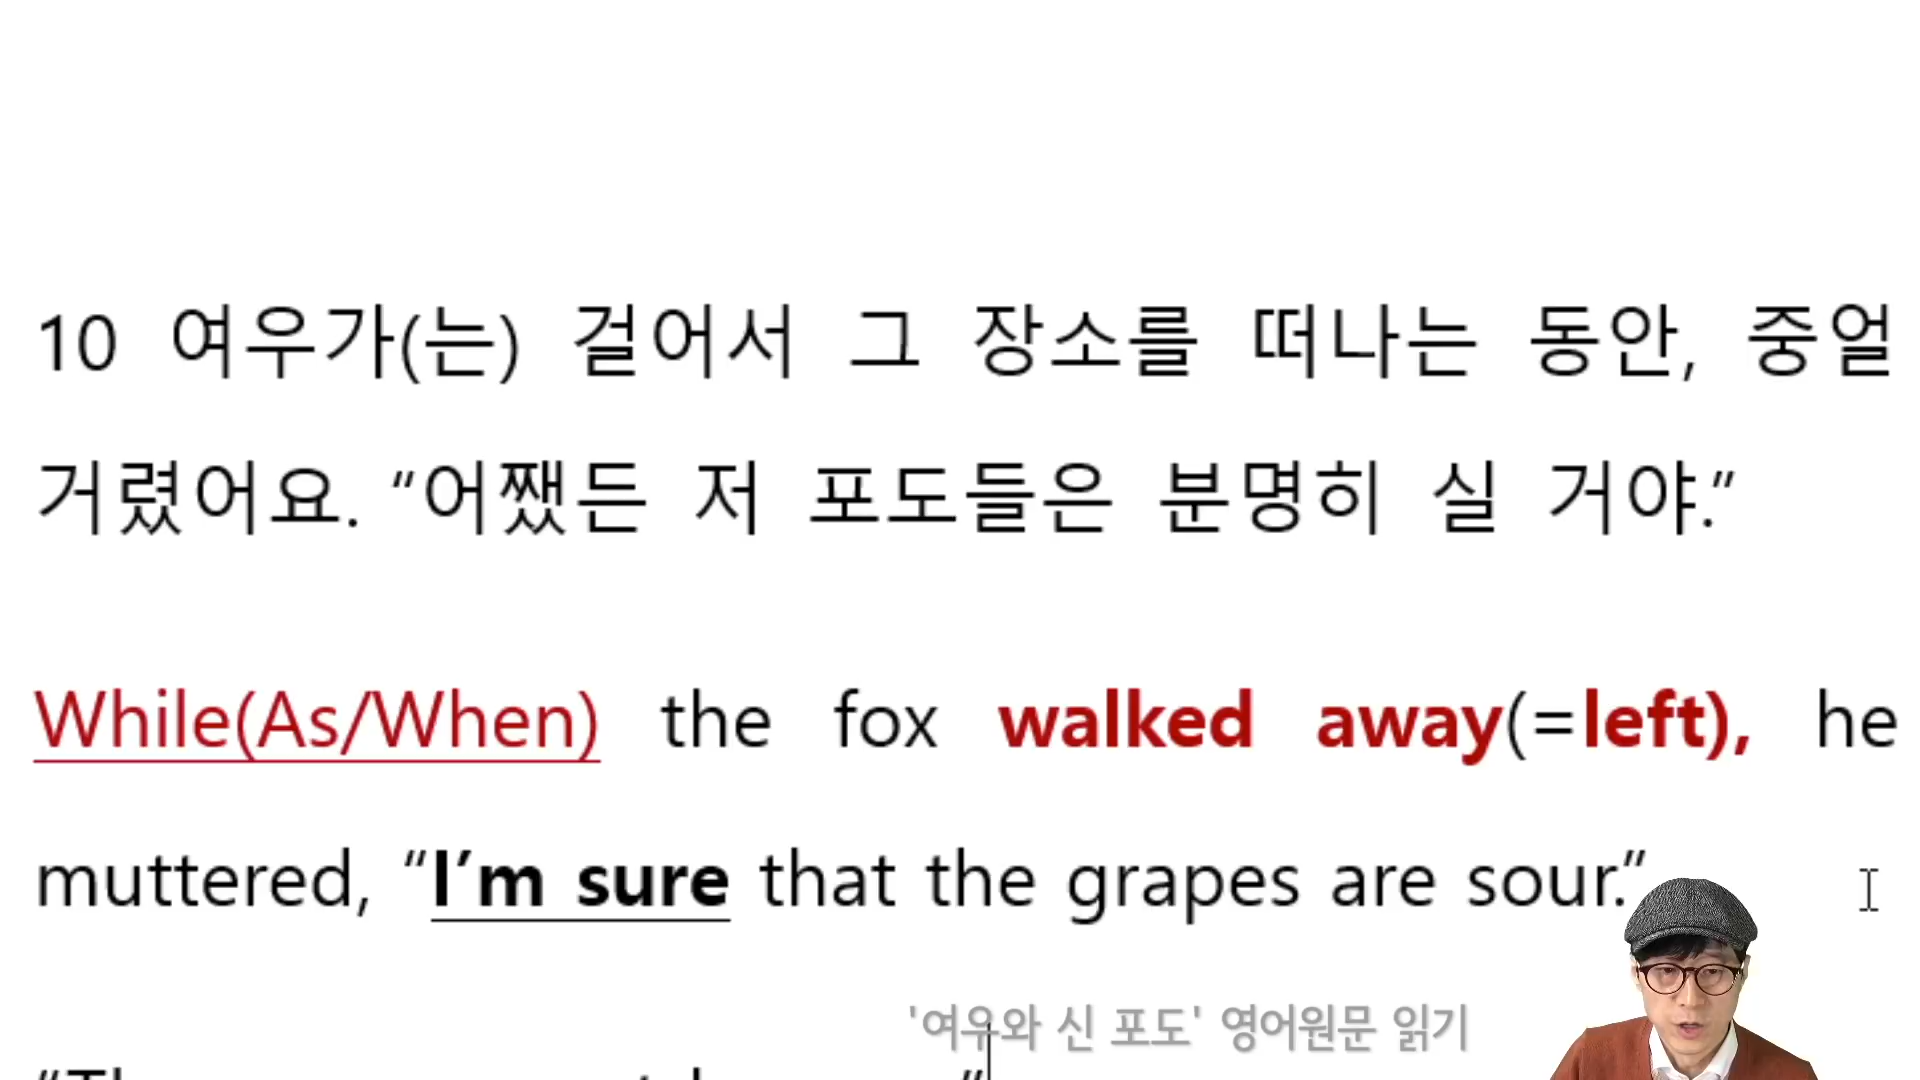 10 여우가(는) 걸어서 그 장소를 떠나는 동안, 중얼
거렸어요. “어쨌든 저 포도들은 분명히 실 거야.”
While(As/When) the fox walked away(=left), he
muttered, “I’m sure that the grapes are sour.”
'여우와 신 포도' 영어원문 읽기